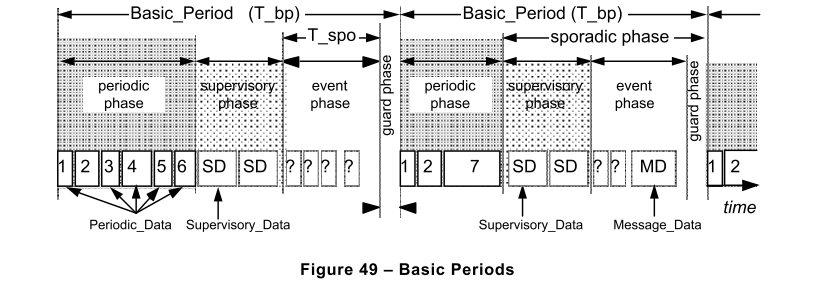 Basic_Period (T_bp) Basic_Period (T_bp)
T_spo sporadic phase
periodic phase
supervisory phase
event phase
guard phase
periodic phase
supervisory phase
event phase
guard phase
1 2 3 4 5 6 SD SD ? ? ? ? 1 2 7 SD SD ? ? MD 1 2
time
Periodic_Data Supervisory_Data Supervisory_Data Message_Data
Figure 49 – Basic Periods